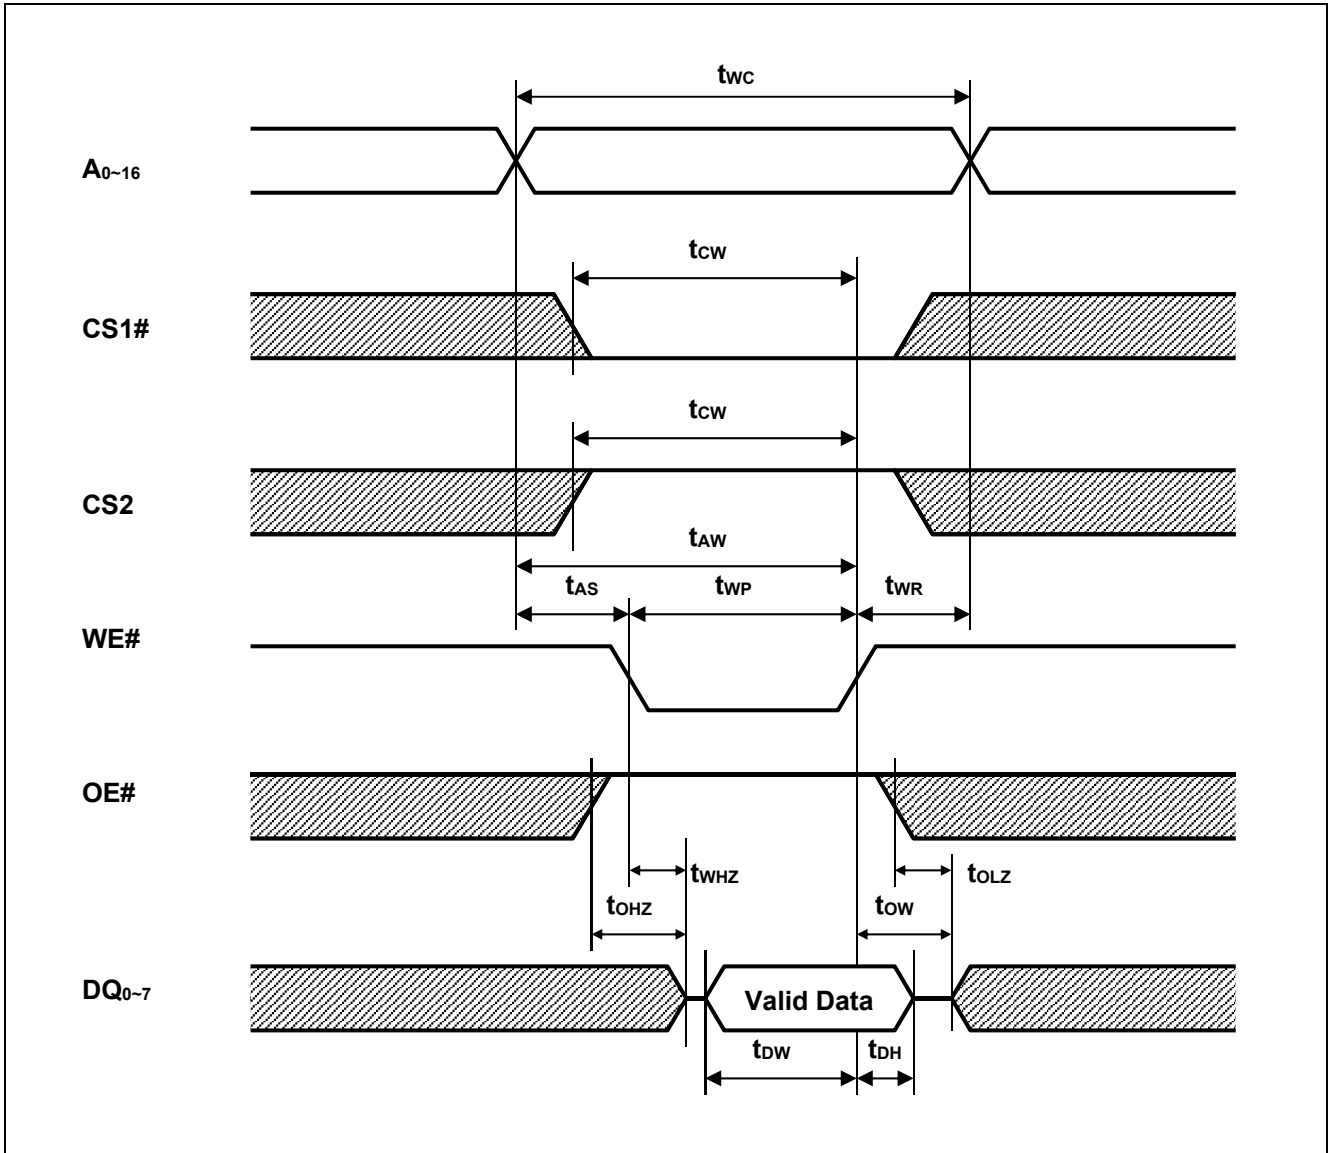 tWC
A0~16
tCW
CS1#
tCW
CS2
tAW
tAS tWP tWR
WE#
OE#
tWHZ tOLZ
tOHZ tOW
DQ0~7 Valid Data
tDW tDH